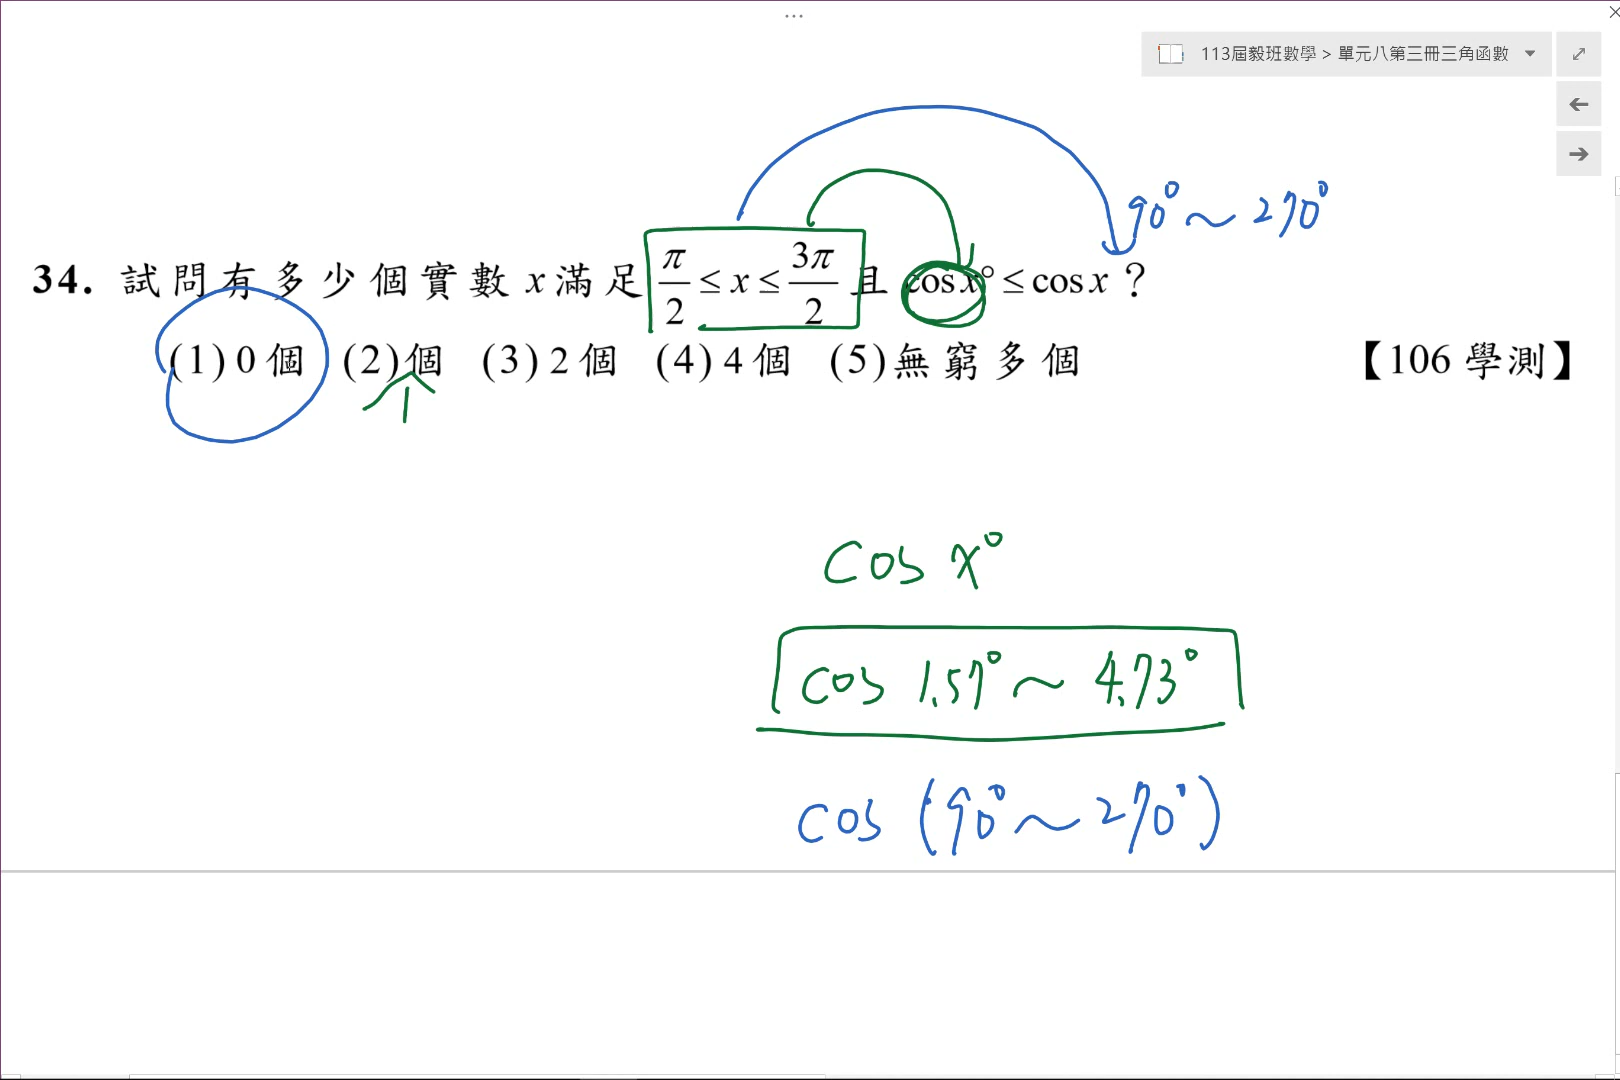 113屆毅班數學 > 單元八第三冊三角函數
90° ~ 270°
34. 試問有多少個實數 x 滿足 π/2 ≤ x ≤ 3π/2 且 cos x° ≤ cos x ?
(1) 0 個 (2) 個 (3) 2 個 (4) 4 個 (5) 無窮多個 【106 學測】
1
cos x°
cos 1.57° ~ 4.73°
cos (90° ~ 270°)